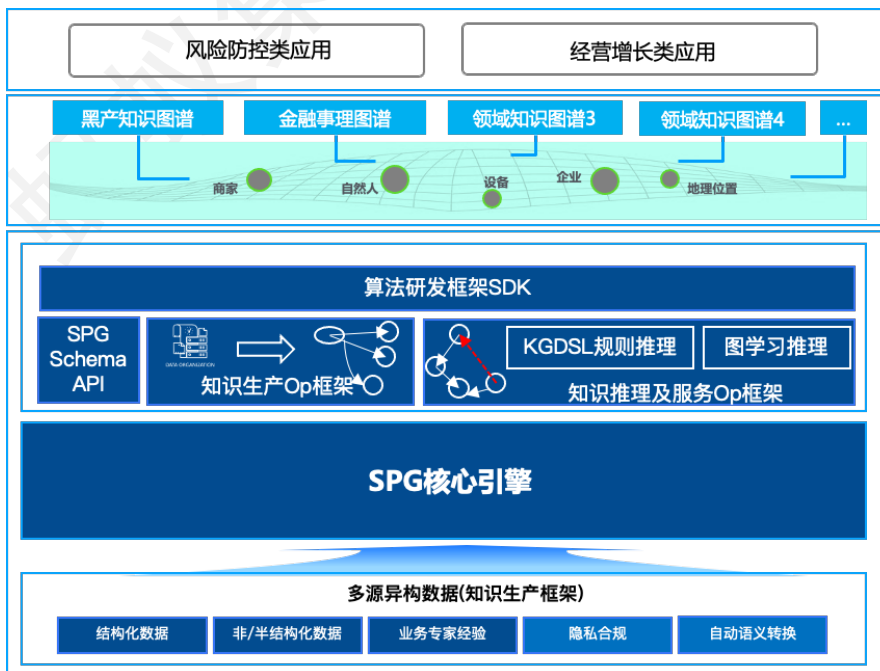 风险防控类应用
经营增长类应用
黑产知识图谱
金融事理图谱
领域知识图谱3
领域知识图谱4
...
商家
自然人
设备
企业
地理位置
算法研发框架SDK
SPG
Schema
API
DATA ORGANIZATION
知识生产Op框架
KGDSL规则推理
图学习推理
知识推理及服务Op框架
SPG核心引擎
多源异构数据(知识生产框架)
结构化数据
非/半结构化数据
业务专家经验
隐私合规
自动语义转换